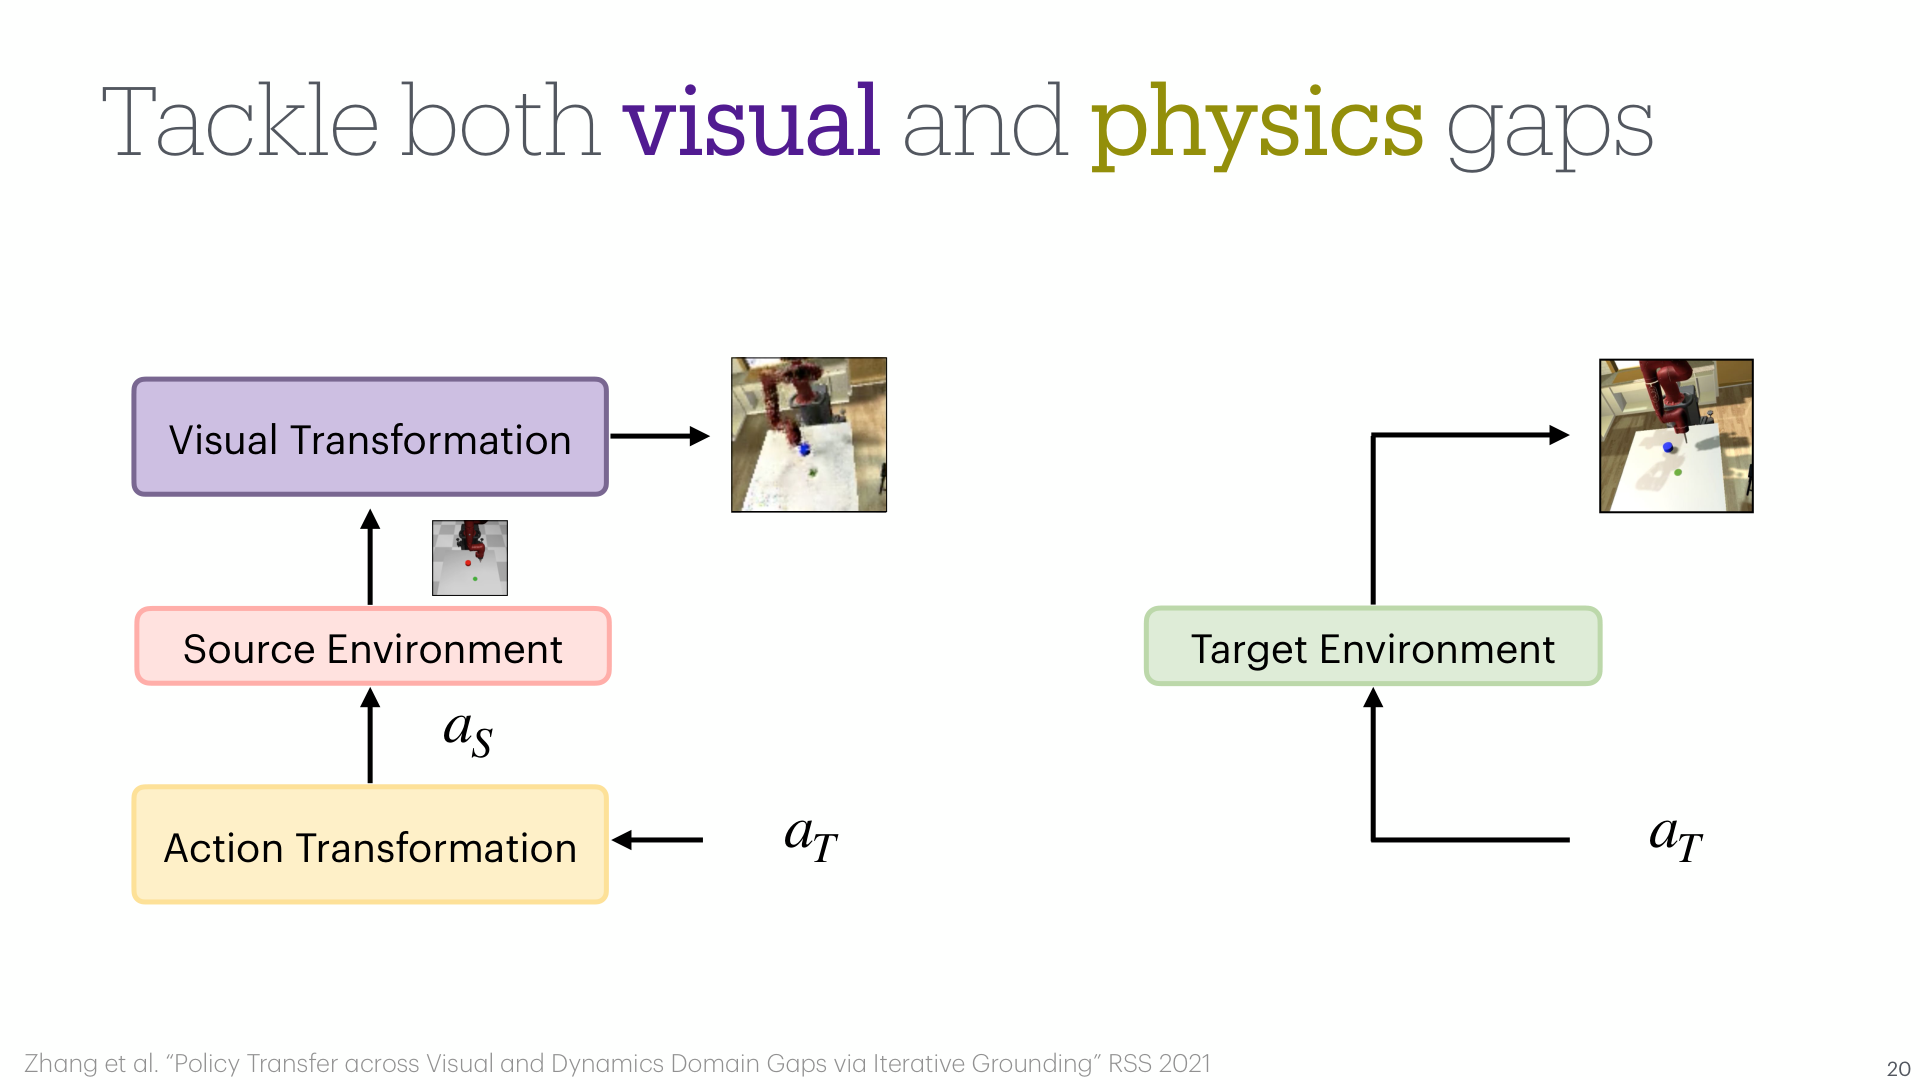 Tackle both visual and physics gaps
Visual Transformation
Source Environment
a_S
Action Transformation
a_T
Target Environment
a_T
Zhang et al. “Policy Transfer across Visual and Dynamics Domain Gaps via Iterative Grounding” RSS 2021
20